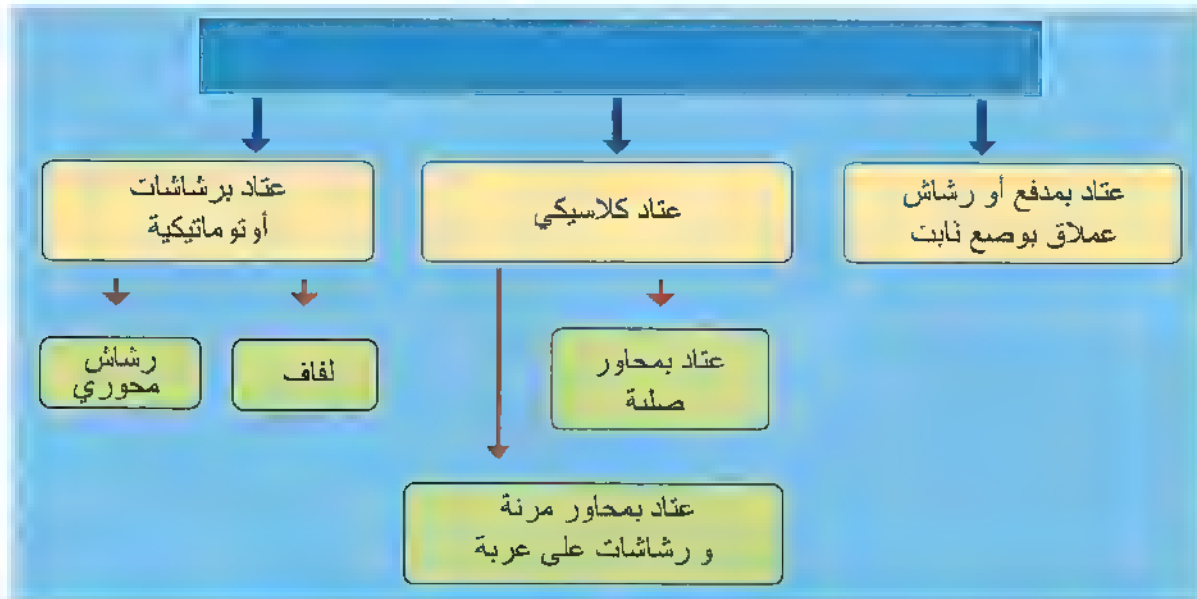 عتاد بمدفع أو رشاش
عملاق بوضع ثابت
عتاد كلاسيكي
عتاد برشاشات
أوتوماتيكية
عتاد بمحاور
صلبة
لفاف
رشاش
محوري
عتاد بمحاور مرنة
و رشاشات على عربة